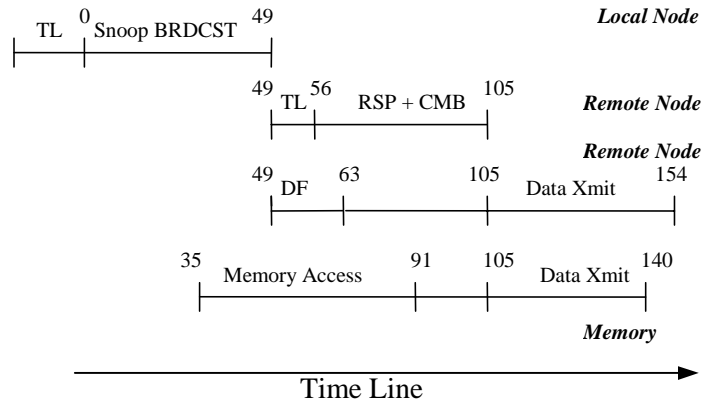 0 49 Local Node
TL Snoop BRDCST
49 56 105
TL RSP + CMB Remote Node
Remote Node
49 63 105 154
DF Data Xmit
35 91 105 140
Memory Access Data Xmit
Memory
Time Line